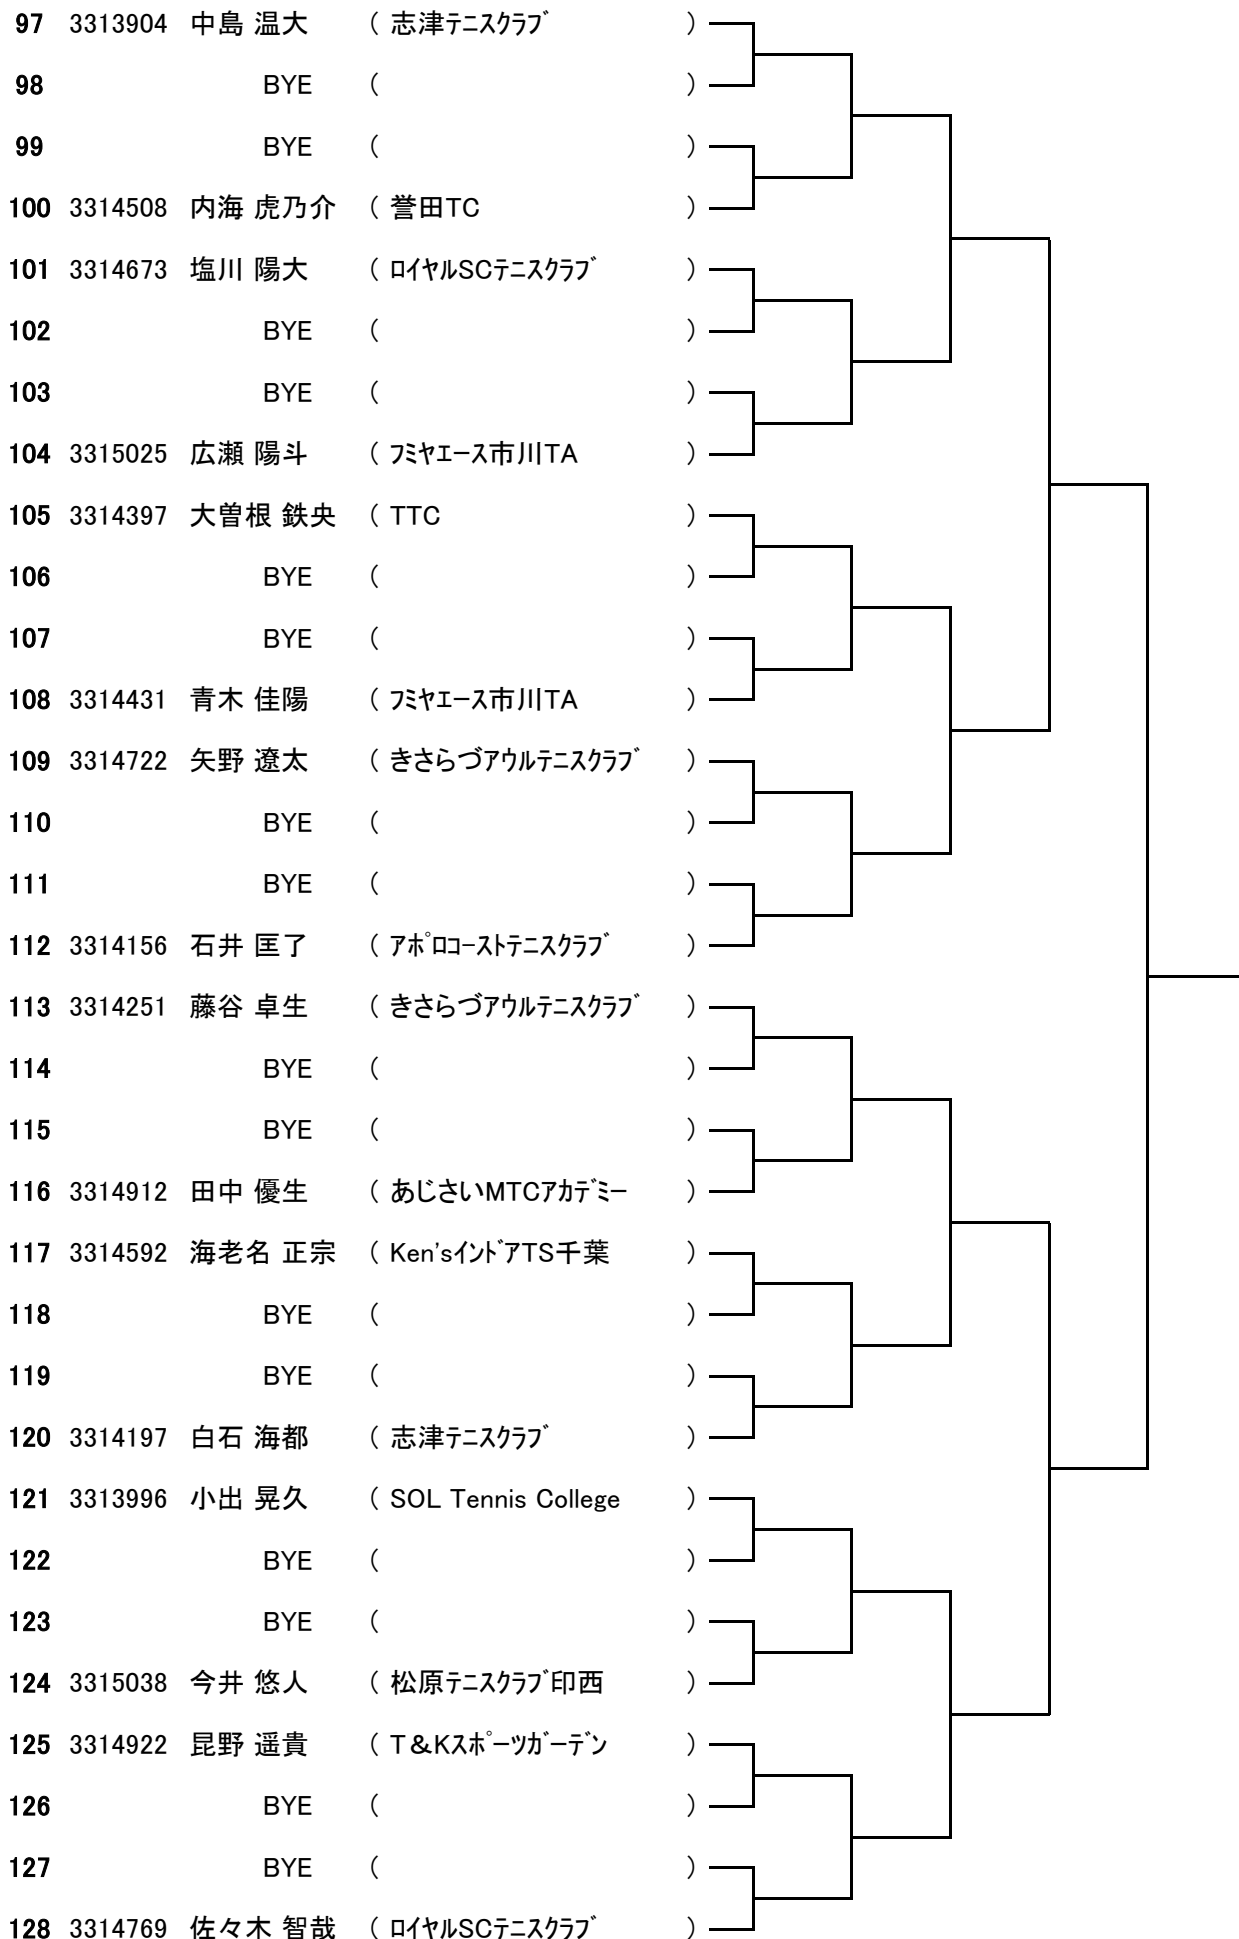 97 3313904 中島 温大 ( 志津ﾃﾆｽｸﾗﾌﾞ )
98 BYE ( )
99 BYE ( )
100 3314508 内海 虎乃介 ( 誉田TC )
101 3314673 塩川 陽大 ( ﾛｲﾔﾙSCﾃﾆｽｸﾗﾌﾞ )
102 BYE ( )
103 BYE ( )
104 3315025 広瀬 陽斗 ( ﾌﾐﾔｴｰｽ市川TA )
105 3314397 大曽根 鉄央 ( TTC )
106 BYE ( )
107 BYE ( )
108 3314431 青木 佳陽 ( ﾌﾐﾔｴｰｽ市川TA )
109 3314722 矢野 遼太 ( きさらづｱｳﾙﾃﾆｽｸﾗﾌﾞ )
110 BYE ( )
111 BYE ( )
112 3314156 石井 匡了 ( ｱﾎﾟﾛｺｰｽﾄﾃﾆｽｸﾗﾌﾞ )
113 3314251 藤谷 卓生 ( きさらづｱｳﾙﾃﾆｽｸﾗﾌﾞ )
114 BYE ( )
115 BYE ( )
116 3314912 田中 優生 ( あじさいMTCｱｶﾃﾞﾐｰ )
117 3314592 海老名 正宗 ( Ken'sｲﾝﾄﾞｱTS千葉 )
118 BYE ( )
119 BYE ( )
120 3314197 白石 海都 ( 志津ﾃﾆｽｸﾗﾌﾞ )
121 3313996 小出 晃久 ( SOL Tennis College )
122 BYE ( )
123 BYE ( )
124 3315038 今井 悠人 ( 松原ﾃﾆｽｸﾗﾌﾞ印西 )
125 3314922 昆野 遥貴 ( T＆Kｽﾎﾟｰﾂｶﾞｰﾃﾞﾝ )
126 BYE ( )
127 BYE ( )
128 3314769 佐々木 智哉 ( ﾛｲﾔﾙSCﾃﾆｽｸﾗﾌﾞ )